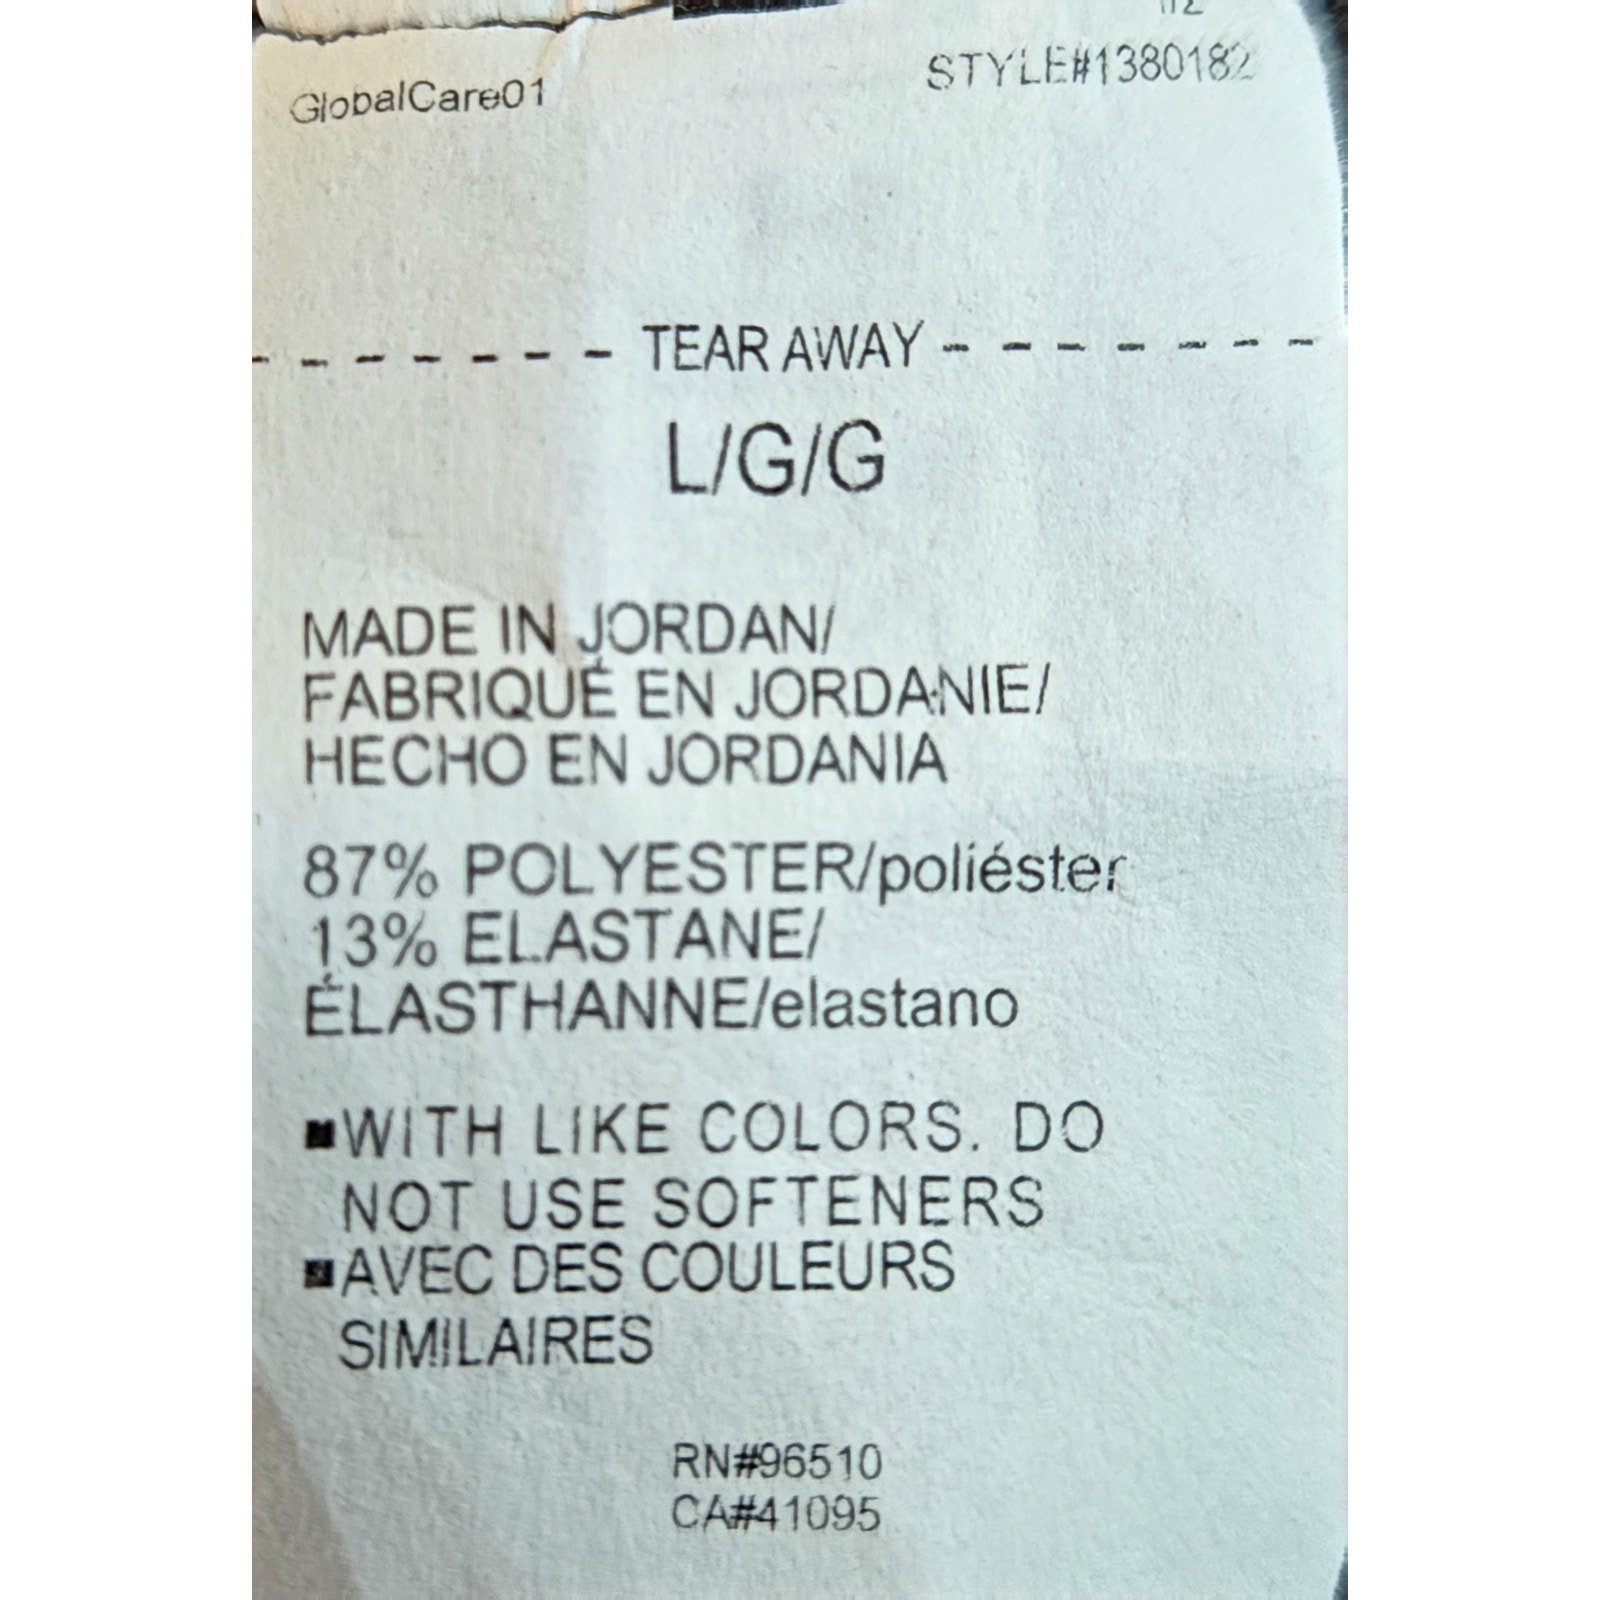 GlobalCare01
STYLE#1380182
TEAR AWAY
L/G/G
MADE IN JORDAN/
FABRIQUÉ EN JORDANIE/
HECHO EN JORDANIA
87% POLYESTER/poliéster
13% ELASTANE/
ÉLASTHANNE/elastano
■WITH LIKE COLORS. DO
NOT USE SOFTENERS
■AVEC DES COULEURS
SIMILAIRES
RN#96510
CA#41095